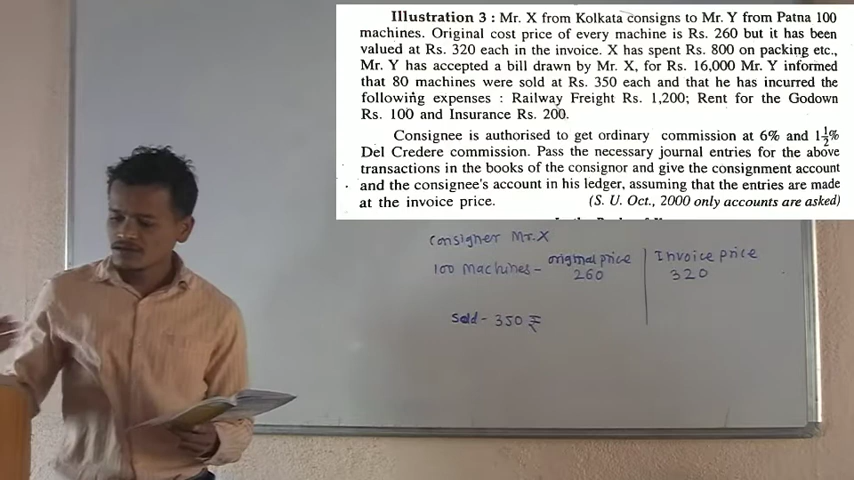 Illustration 3 : Mr. X from Kolkata consigns to Mr. Y from Patna 100
machines. Original cost price of every machine is Rs. 260 but it has been
valued at Rs. 320 each in the invoice. X has spent Rs. 800 on packing etc.,
Mr. Y has accepted a bill drawn by Mr. X, for Rs. 16,000 Mr. Y informed
that 80 machines were sold at Rs. 350 each and that he has incurred the
following expenses : Railway Freight Rs. 1,200; Rent for the Godown
Rs. 100 and Insurance Rs. 200.
Consignee is authorised to get ordinary commission at 6% and 1½%
Del Credere commission. Pass the necessary journal entries for the above
transactions in the books of the consignor and give the consignment account
and the consignee's account in his ledger, assuming that the entries are made
at the invoice price. (S. U. Oct., 2000 only accounts are asked)
Consigner Mr. X
100 Machines - original price Invoice price
260 320
Sold - 350 ₹